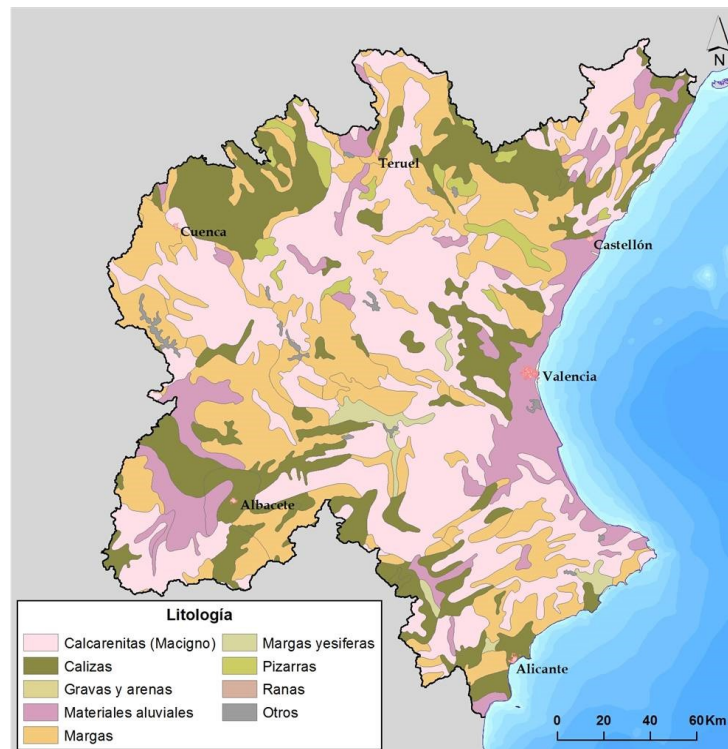 N
Teruel
Cuenca
Castellón
Valencia
Albacete
Alicante
Litología
Calcarenitas (Macigno)
Calizas
Gravas y arenas
Materiales aluviales
Margas
Margas yesiferas
Pizarras
Ranas
Otros
0 20 40 60 Km